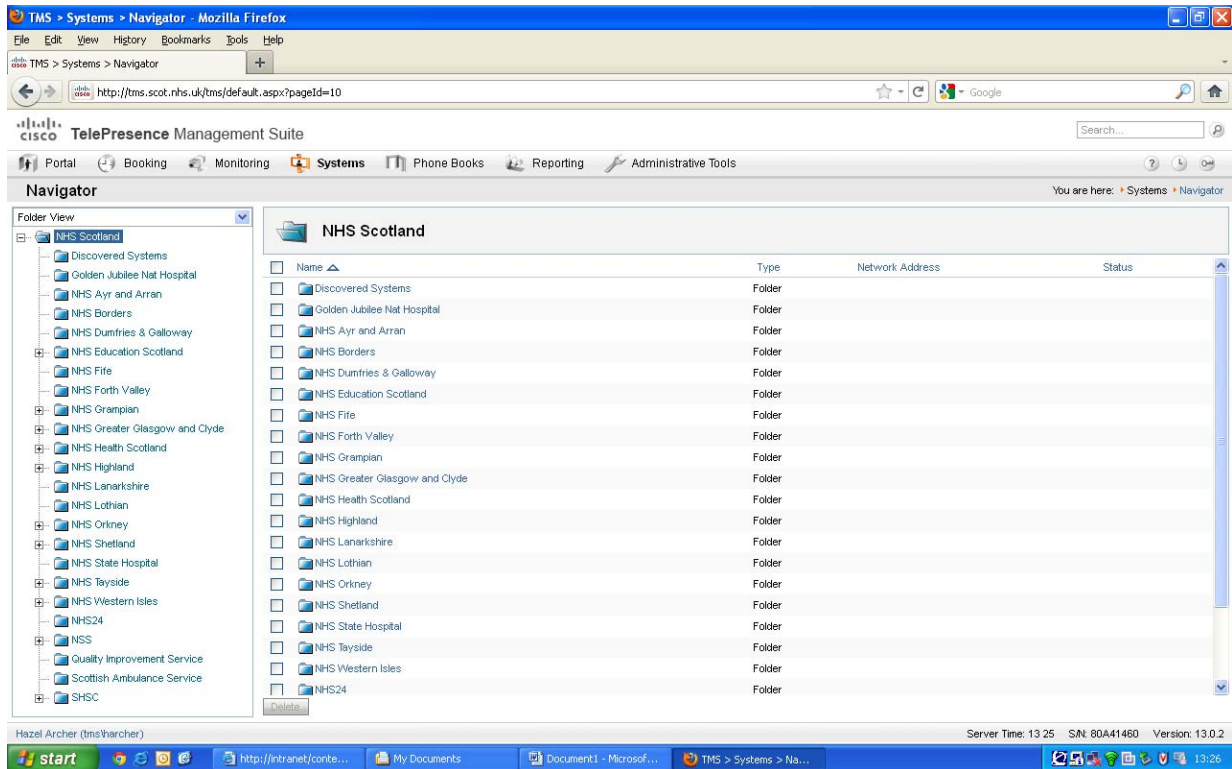 TMS > Systems > Navigator - Mozilla Firefox
File Edit View History Bookmarks Tools Help
TMS > Systems > Navigator
http://tms.scot.nhs.uk/tms/default.aspx?pageId=10
Google
cisco TelePresence Management Suite
Search...
Portal Booking Monitoring Systems Phone Books Reporting Administrative Tools
Navigator
You are here: Systems Navigator
Folder View
NHS Scotland
Discovered Systems
Golden Jubilee Nat Hospital
NHS Ayr and Arran
NHS Borders
NHS Dumfries & Galloway
NHS Education Scotland
NHS Fife
NHS Forth Valley
NHS Grampian
NHS Greater Glasgow and Clyde
NHS Health Scotland
NHS Highland
NHS Lanarkshire
NHS Lothian
NHS Orkney
NHS Shetland
NHS State Hospital
NHS Tayside
NHS Western Isles
NHS24
NSS
Quality Improvement Service
Scottish Ambulance Service
SHSC
NHS Scotland
Name Type Network Address Status
Discovered Systems Folder
Golden Jubilee Nat Hospital Folder
NHS Ayr and Arran Folder
NHS Borders Folder
NHS Dumfries & Galloway Folder
NHS Education Scotland Folder
NHS Fife Folder
NHS Forth Valley Folder
NHS Grampian Folder
NHS Greater Glasgow and Clyde Folder
NHS Health Scotland Folder
NHS Highland Folder
NHS Lanarkshire Folder
NHS Lothian Folder
NHS Orkney Folder
NHS Shetland Folder
NHS State Hospital Folder
NHS Tayside Folder
NHS Western Isles Folder
NHS24 Folder
Delete
Hazel Archer (tms\harcher)
Server Time: 13 25 S/N: 80A41460 Version: 13.0.2
start
http://intranet/conte...
My Documents
Document1 - Microsof...
TMS > Systems > Na...
13:26